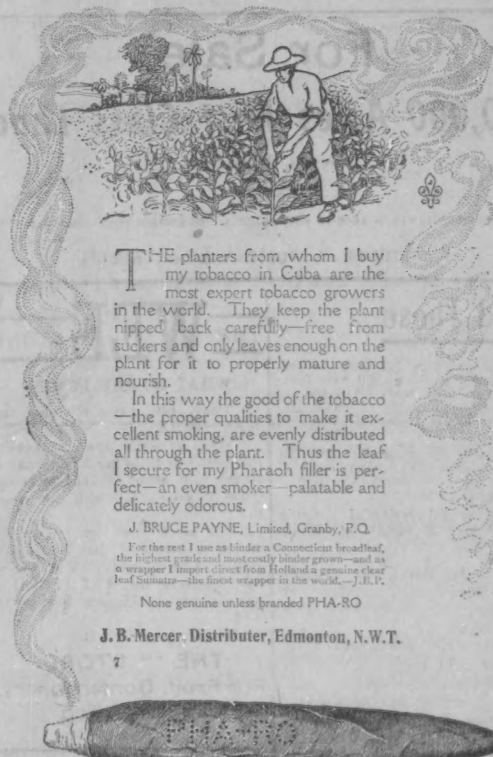 THE planters from whom I buy
my tobacco in Cuba are the
most expert tobacco growers
in the world. They keep the plant
nipped back carefully—free from
suckers and only leaves enough on the
plant for it to properly mature and
nourish.
In this way the good of the tobacco
—the proper qualities to make it ex-
cellent smoking, are evenly distributed
all through the plant. Thus the leaf
I secure for my Pharaoh filler is per-
fect—an even smoker—palatable and
delicately odorous.
J. BRUCE PAYNE, Limited, Granby, P.Q.
For the rest I use as binder a Connecticut broadleaf,
the highest grade and most costly binder grown—and as
a wrapper I import direct from Holland a genuine clear
leaf Sumatra—the finest wrapper in the world.—J.B.P.
None genuine unless branded PHA-RO
J. B. Mercer, Distributer, Edmonton, N.W.T.
7
PHA-RO